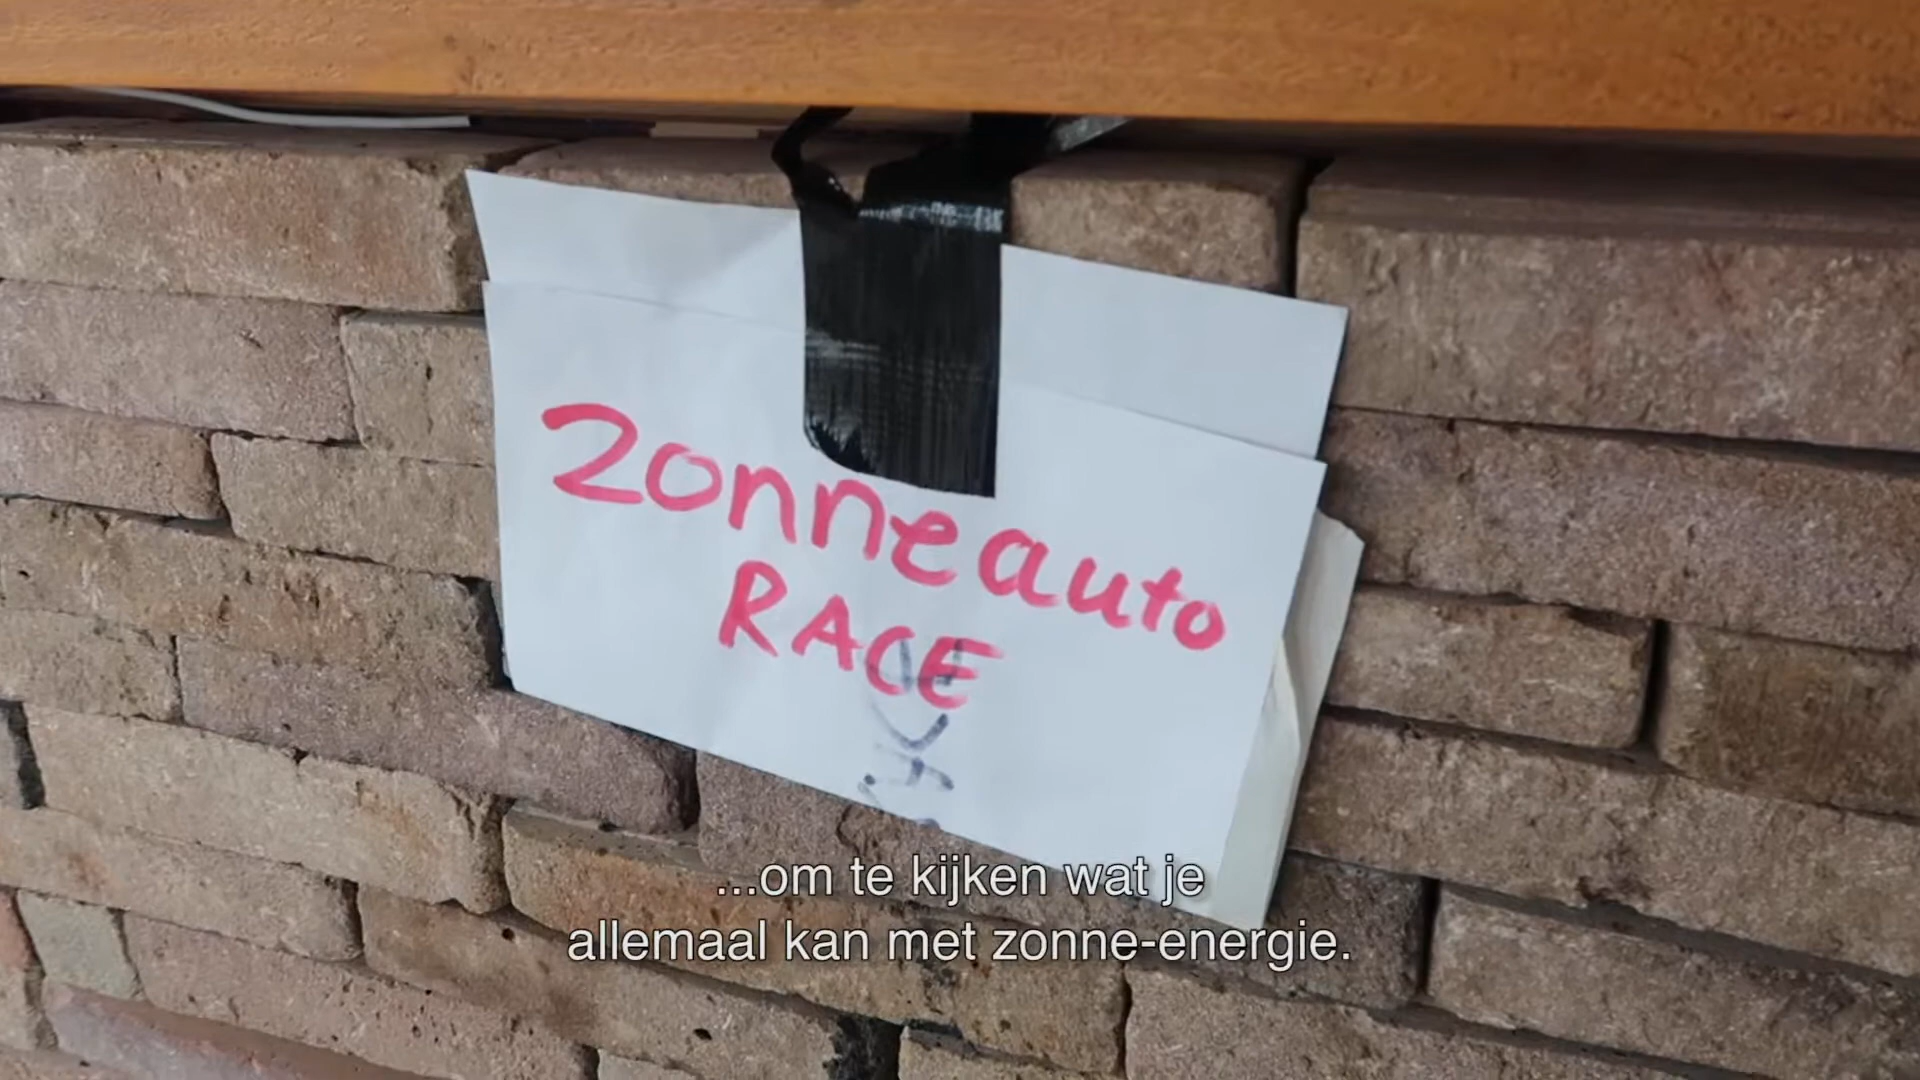 Zonneauto
RACE
...om te kijken wat je
allemaal kan met zonne-energie.